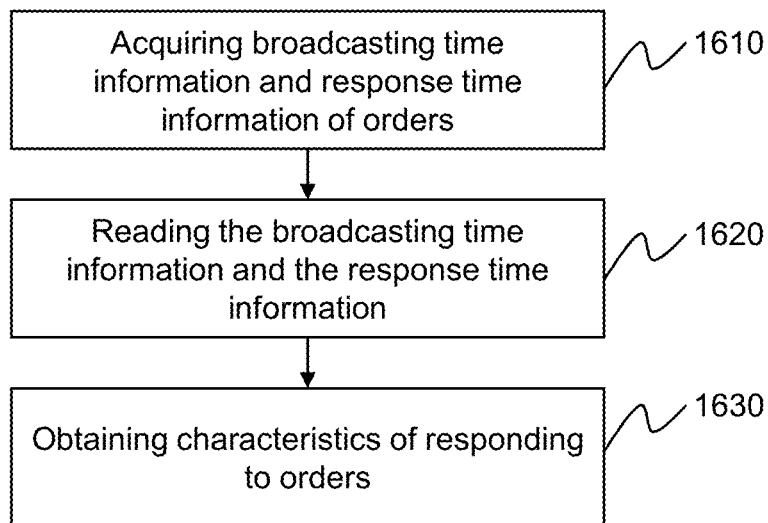 Acquiring broadcasting time
information and response time
information of orders
1610
Reading the broadcasting time
information and the response time
information
1620
Obtaining characteristics of responding
to orders
1630